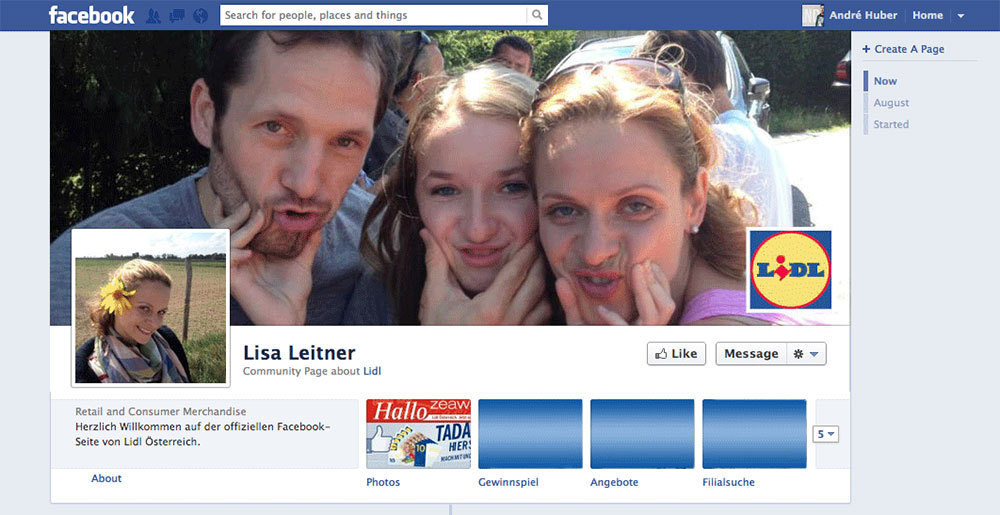 facebook
Search for people, places and things
André Huber
Home
Create A Page
Now
August
Started
LIDL
Lisa Leitner
Community Page about Lidl
Like
Message
Retail and Consumer Merchandise
Herzlich Willkommen auf der offiziellen Facebook-
Seite von Lidl Österreich.
About
Hallo
zeaw
TADA
HIER
10
5
Photos
Gewinnspiel
Angebote
Filialsuche